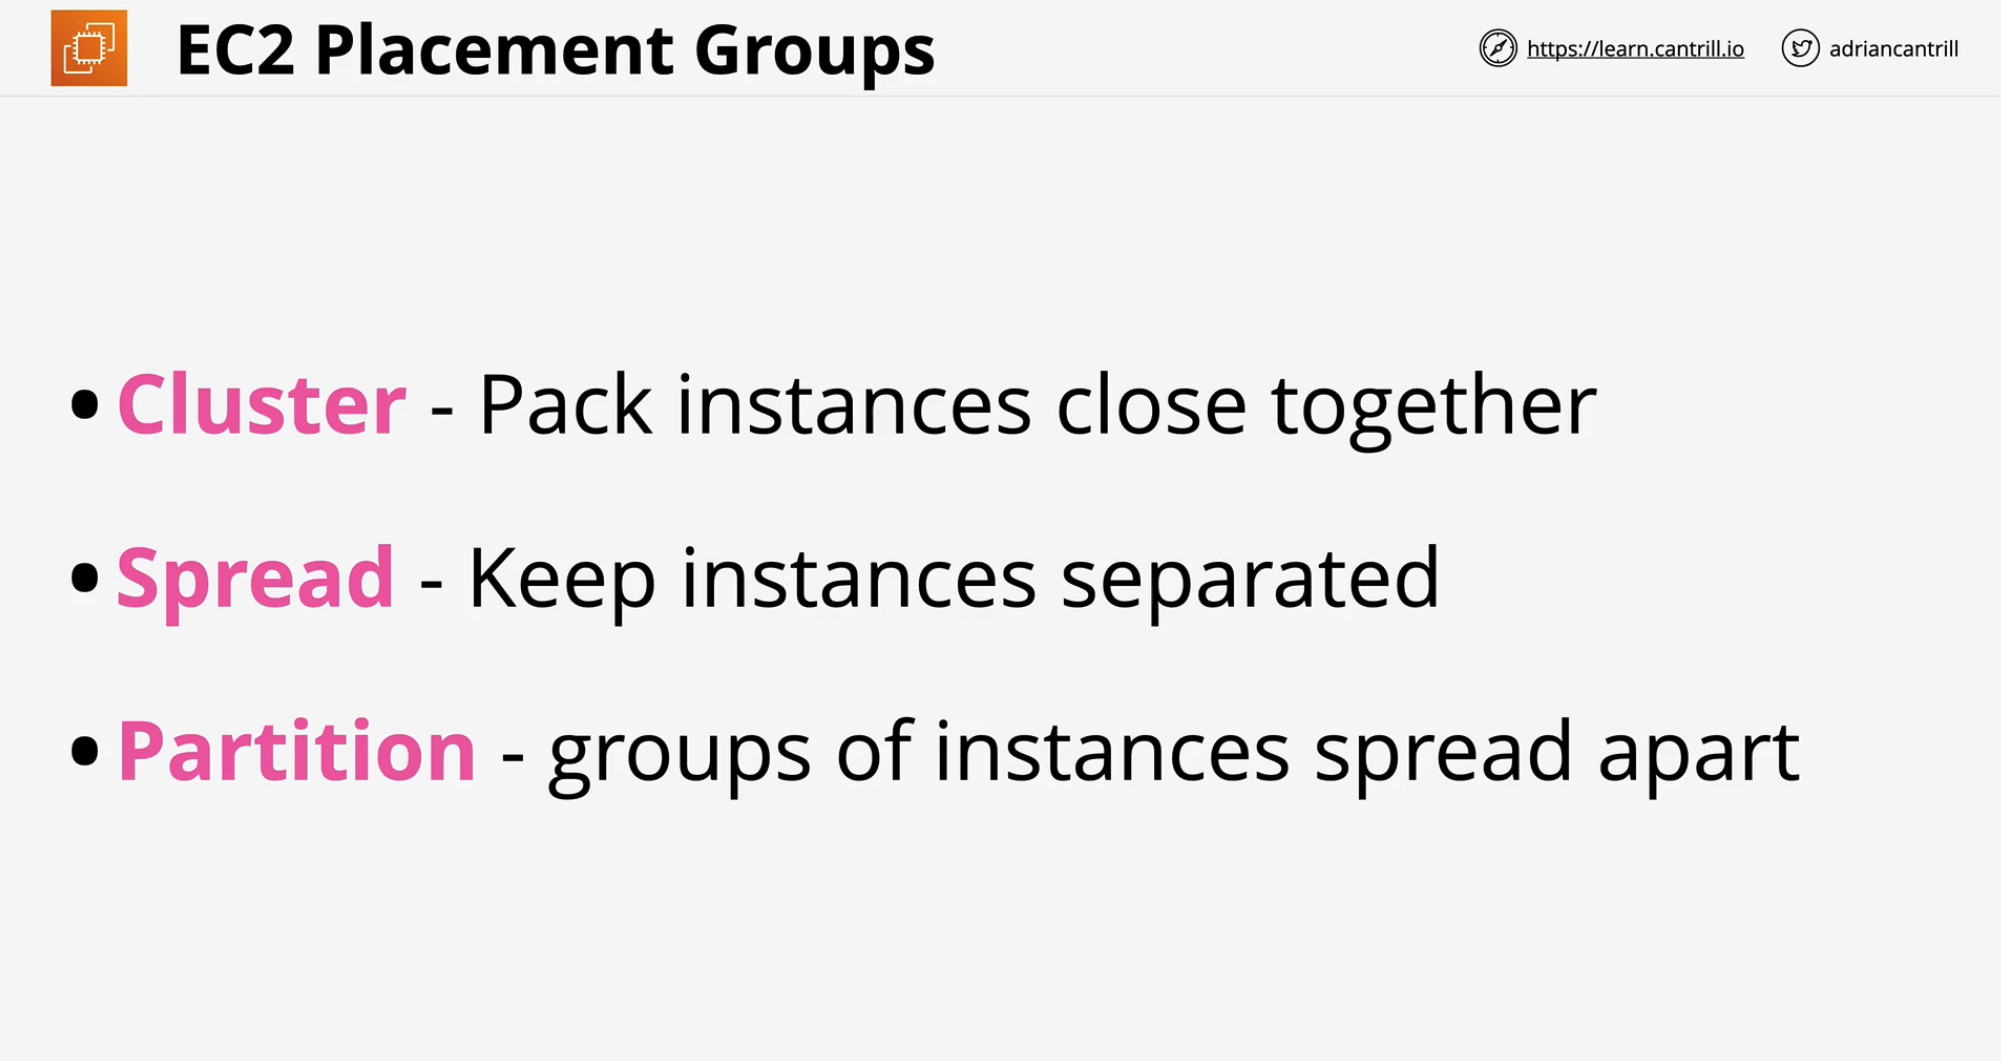 EC2 Placement Groups
https://learn.cantrill.io
adriancantrill
• Cluster - Pack instances close together
• Spread - Keep instances separated
• Partition - groups of instances spread apart